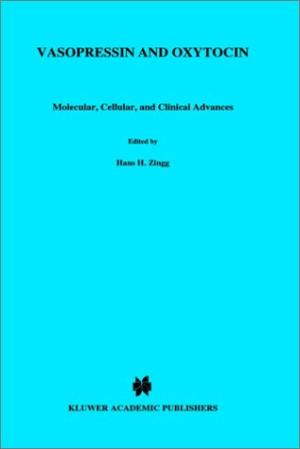 VASOPRESSIN AND OXYTOCIN
Molecular, Cellular, and Clinical Advances
Edited by
Hans H. Zingg
KLUWER ACADEMIC PUBLISHERS